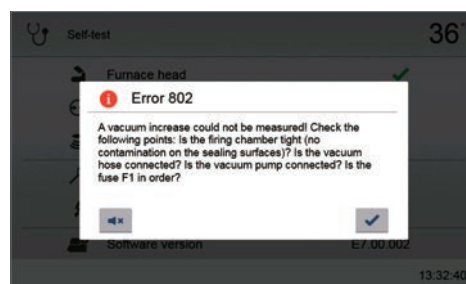 Self-test
36°
Furnace head
Error 802
A vacuum increase could not be measured! Check the
following points: Is the firing chamber tight (no
contamination on the sealing surfaces)? Is the vacuum
hose connected? Is the vacuum pump connected? Is the
fuse F1 in order?
Software version
E7.00.002
13:32:40